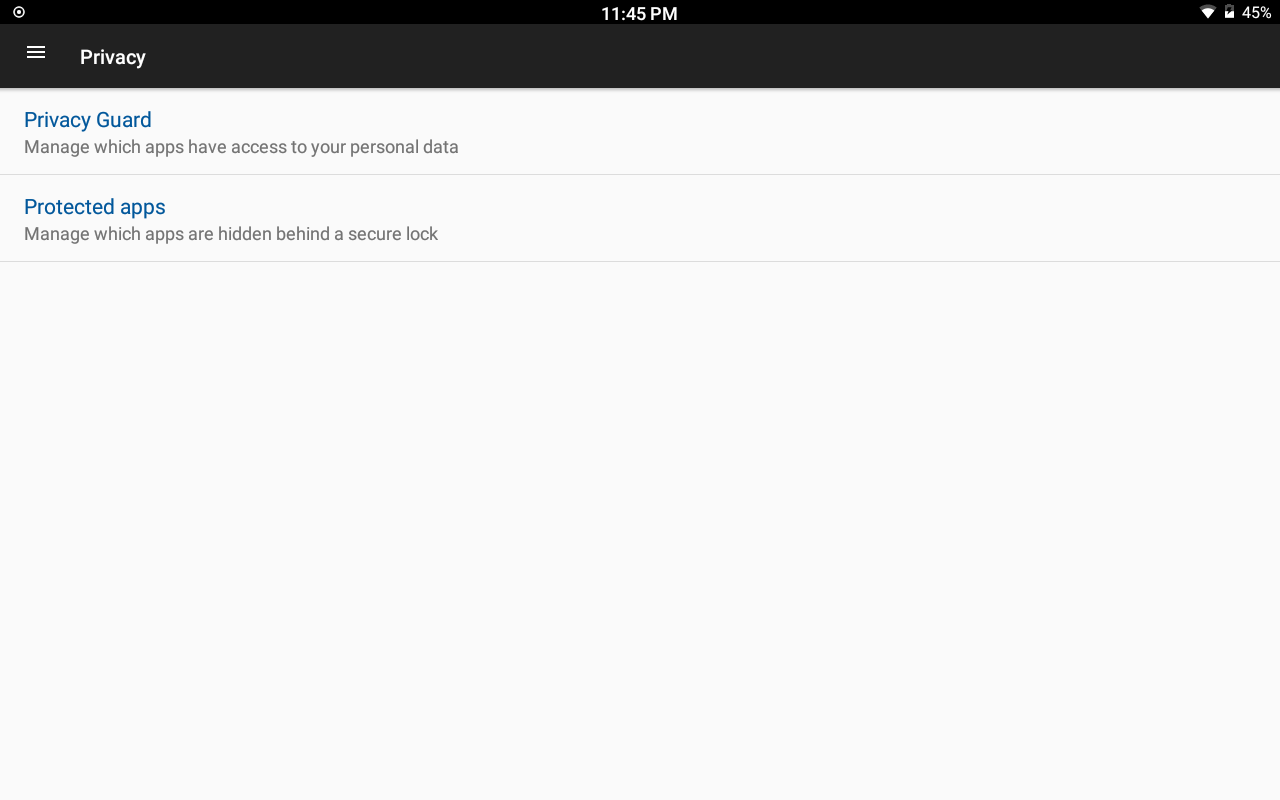 11:45 PM
45%
Privacy
Privacy Guard
Manage which apps have access to your personal data
Protected apps
Manage which apps are hidden behind a secure lock